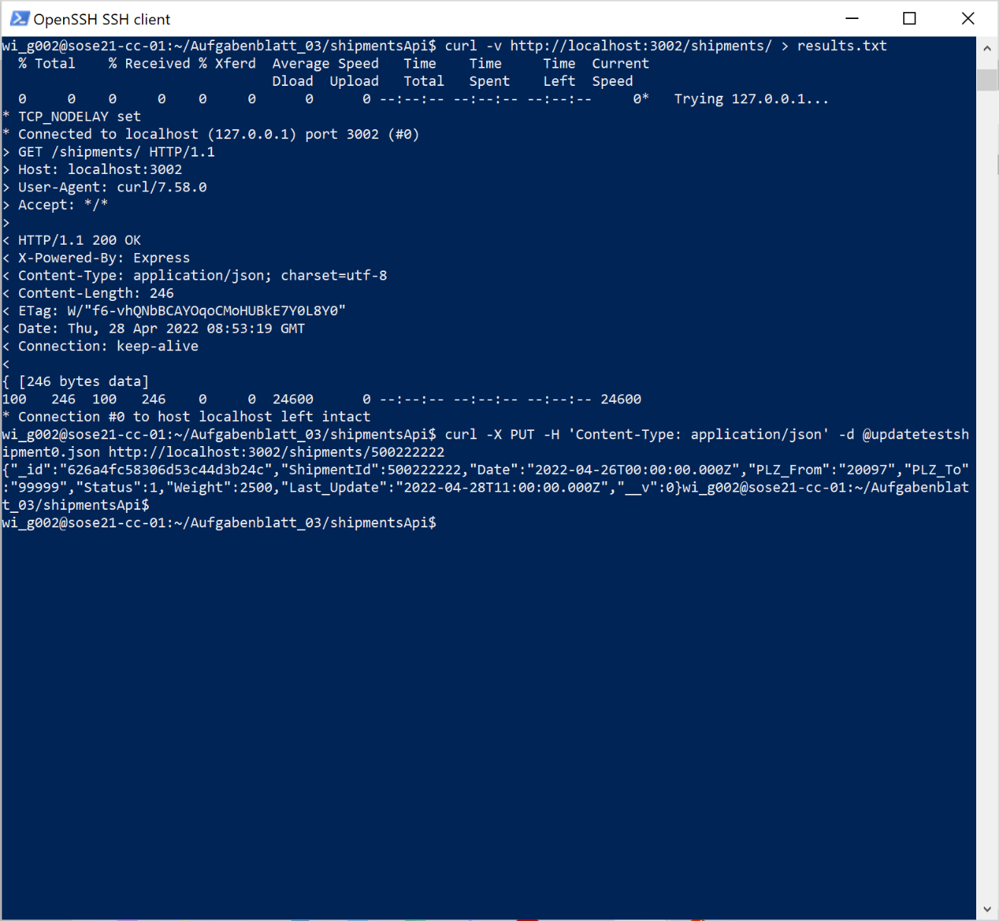 OpenSSH SSH client
wi_g002@sose21-cc-01:~/Aufgabenblatt_03/shipmentsApi$ curl -v http://localhost:3002/shipments/ > results.txt
  % Total    % Received % Xferd  Average Speed   Time    Time     Time  Current
                                 Dload  Upload   Total   Spent    Left  Speed
  0     0    0     0    0     0      0      0 --:--:-- --:--:-- --:--:--     0*   Trying 127.0.0.1...
* TCP_NODELAY set
* Connected to localhost (127.0.0.1) port 3002 (#0)
> GET /shipments/ HTTP/1.1
> Host: localhost:3002
> User-Agent: curl/7.58.0
> Accept: */*
>
< HTTP/1.1 200 OK
< X-Powered-By: Express
< Content-Type: application/json; charset=utf-8
< Content-Length: 246
< ETag: W/"f6-vhQNbBCAYOqoCMoHUBkE7Y0L8Y0"
< Date: Thu, 28 Apr 2022 08:53:19 GMT
< Connection: keep-alive
<
{ [246 bytes data]
100   246  100   246    0     0  24600      0 --:--:-- --:--:-- --:--:-- 24600
* Connection #0 to host localhost left intact
wi_g002@sose21-cc-01:~/Aufgabenblatt_03/shipmentsApi$ curl -X PUT -H 'Content-Type: application/json' -d @updatetestsh
ipment0.json http://localhost:3002/shipments/500222222
{"_id":"626a4fc58306d53c44d3b24c","ShipmentId":500222222,"Date":"2022-04-26T00:00:00.000Z","PLZ_From":"20097","PLZ_To"
:"99999","Status":1,"Weight":2500,"Last_Update":"2022-04-28T11:00:00.000Z","__v":0}wi_g002@sose21-cc-01:~/Aufgabenblat
t_03/shipmentsApi$
wi_g002@sose21-cc-01:~/Aufgabenblatt_03/shipmentsApi$